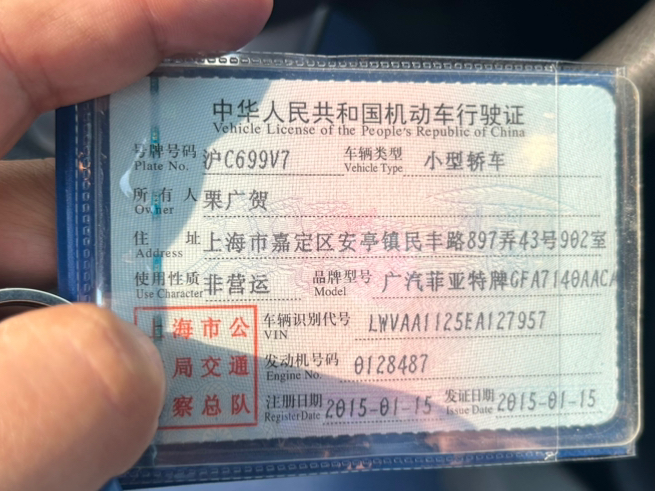 中华人民共和国机动车行驶证
Vehicle License of the People's Republic of China
号牌号码 沪C699V7 车辆类型 小型轿车
Plate No. Vehicle Type
所有人 栗广贺
Owner
住址 上海市嘉定区安亭镇民丰路897弄43号902室
Address
使用性质 非营运 品牌型号 广汽菲亚特牌GFA7140AACA
Use Character Model
海市公 车辆识别代号 LWVAA1125EA127957
VIN
局交通 发动机号码 0128487
Engine No.
察总队 注册日期 2015-01-15 发证日期 2015-01-15
Register Date Issue Date